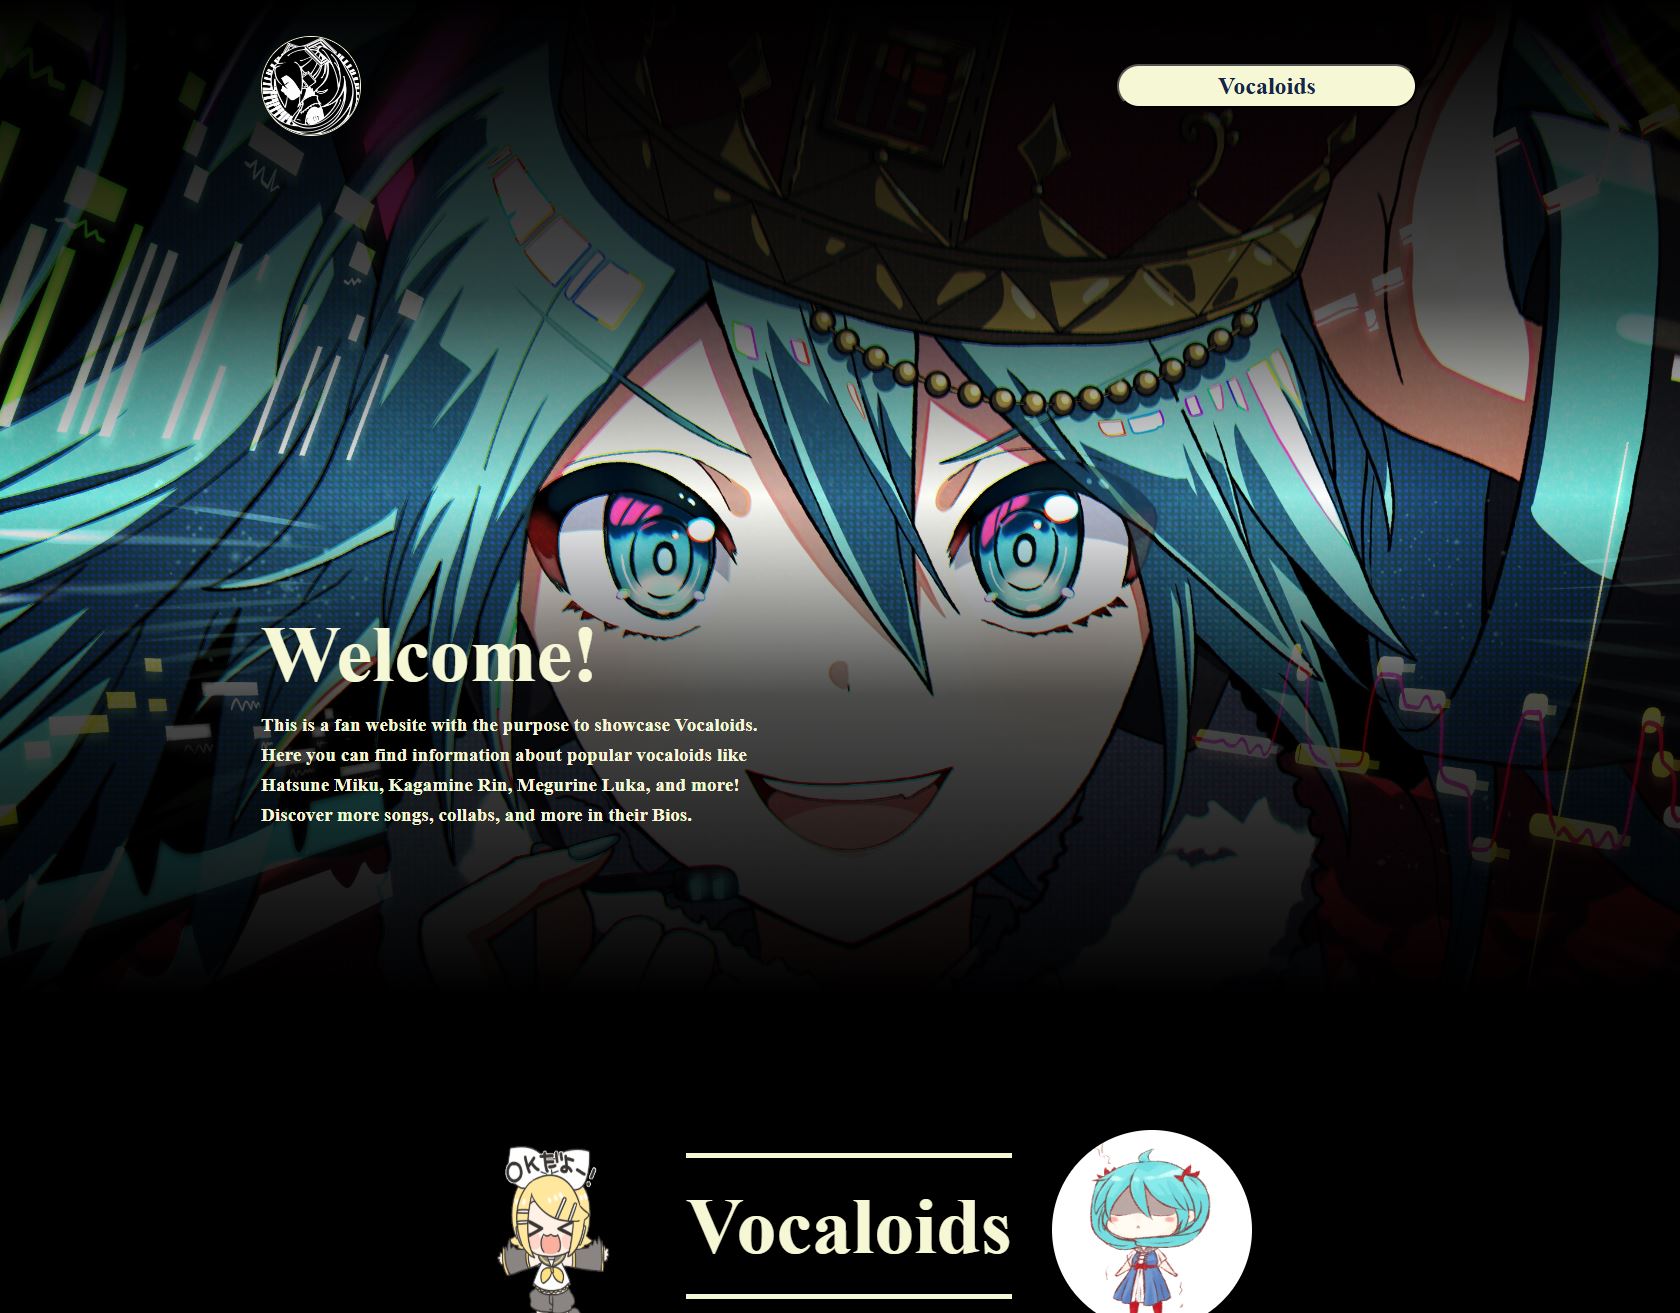 Vocaloids
Welcome!
This is a fan website with the purpose to showcase Vocaloids.
Here you can find information about popular vocaloids like
Hatsune Miku, Kagamine Rin, Megurine Luka, and more!
Discover more songs, collabs, and more in their Bios.
OKだよー!
Vocaloids